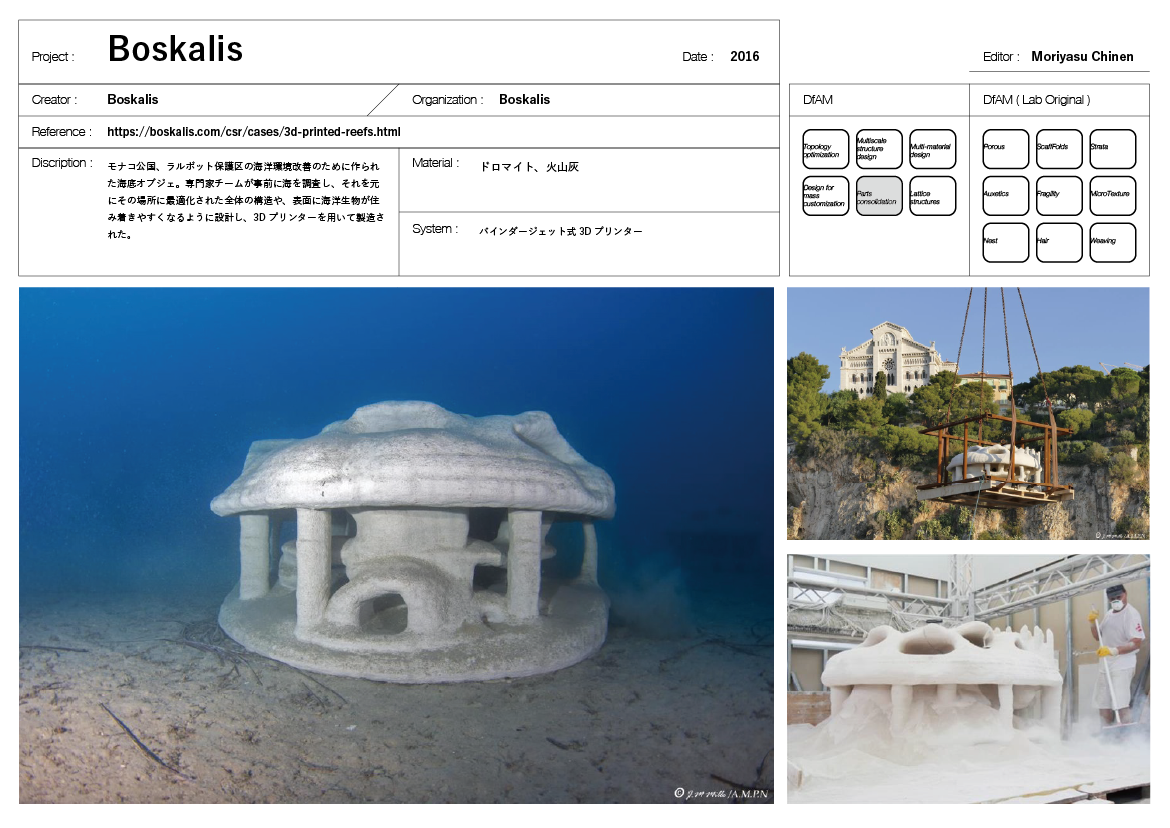 Project :
Boskalis
Date :
2016
Editor :
Moriyasu Chinen
Creator :
Boskalis
Organization :
Boskalis
Reference :
https://boskalis.com/csr/cases/3d-printed-reefs.html
Discription :
モナコ公国、ラルボット保護区の海洋環境改善のために作られ
た海底オブジェ。専門家チームが事前に海を調査し、それを元
にその場所に最適化された全体の構造や、表面に海洋生物が住
み着きやすくなるように設計し、3D プリンターを用いて製造さ
れた。
Material :
ドロマイト、火山灰
System :
バインダージェット式 3D プリンター
DfAM
Topology
optimization
Multiscale
structure
design
Multi-material
design
Design for
mass
customization
Parts
consolidation
Lattice
structures
DfAM ( Lab Original )
Porous
ScaffFolds
Strata
Auxetics
Fragility
MicroTexture
Nest
Hair
Weaving
/A.M.P.N